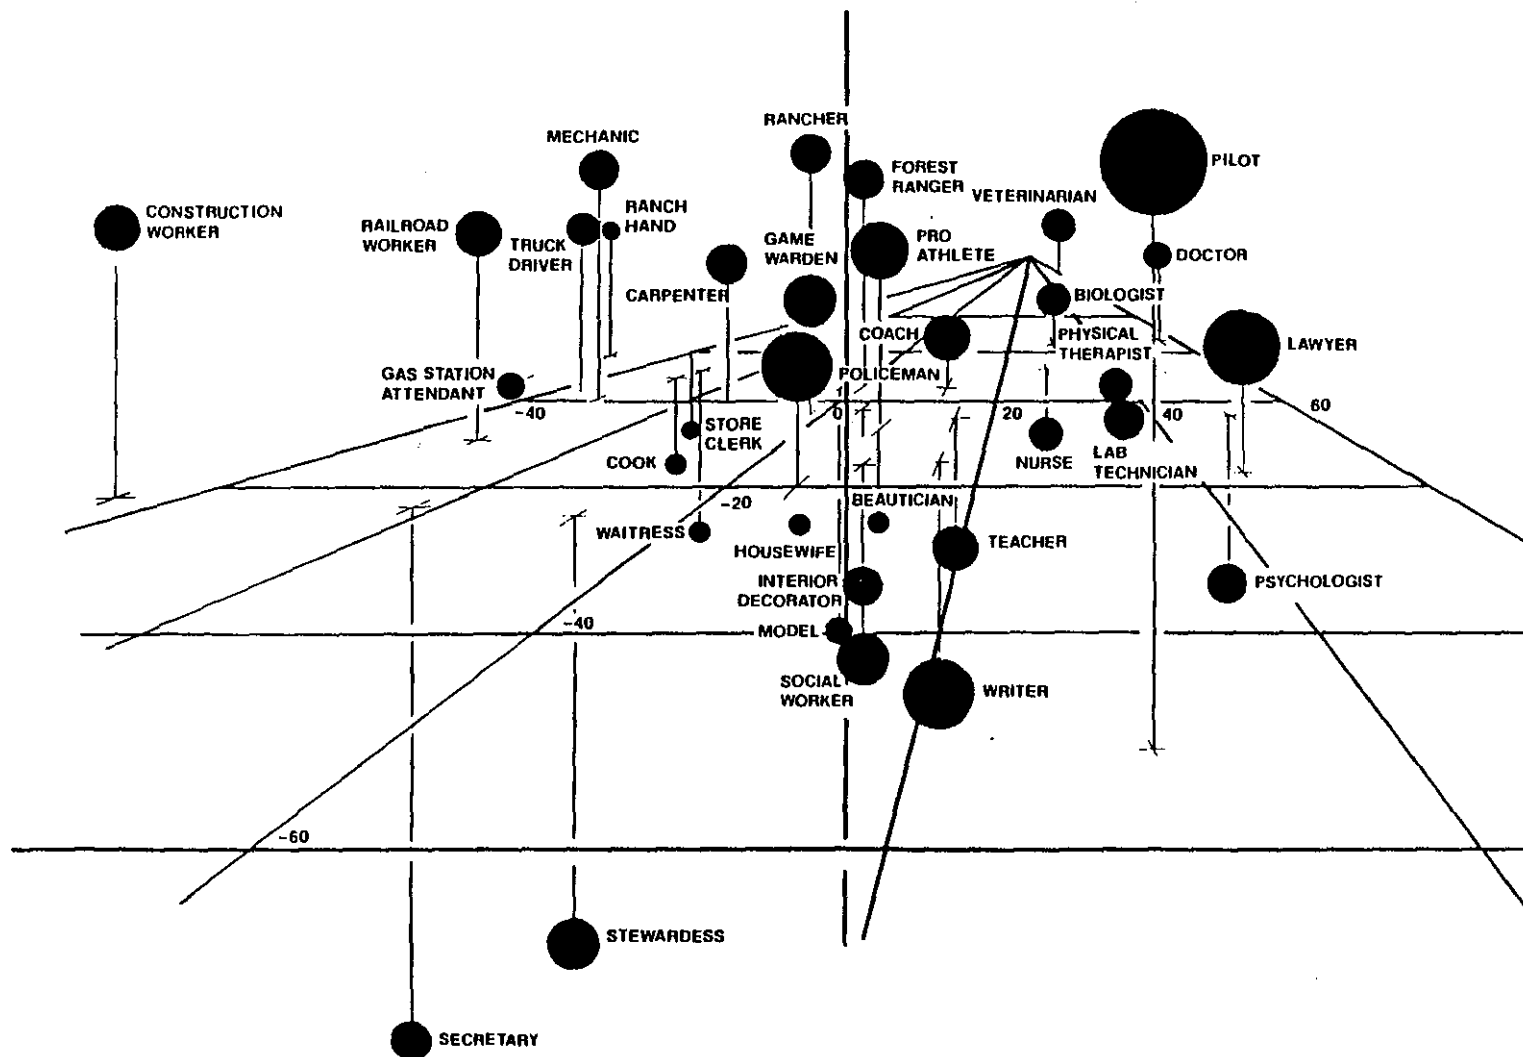 RANCHER
MECHANIC
FOREST
RANGER
PILOT
VETERINARIAN
CONSTRUCTION
WORKER
RAILROAD
WORKER
TRUCK
DRIVER
RANCH
HAND
GAME
WARDEN
PRO
ATHLETE
DOCTOR
CARPENTER
BIOLOGIST
COACH
PHYSICAL
THERAPIST
LAWYER
GAS STATION
ATTENDANT
POLICEMAN
-40
0
20
40
60
STORE
CLERK
COOK
NURSE
LAB
TECHNICIAN
-20
BEAUTICIAN
WAITRESS
HOUSEWIFE
TEACHER
INTERIOR
DECORATOR
PSYCHOLOGIST
-40
MODEL
SOCIAL
WORKER
WRITER
-60
STEWARDESS
SECRETARY